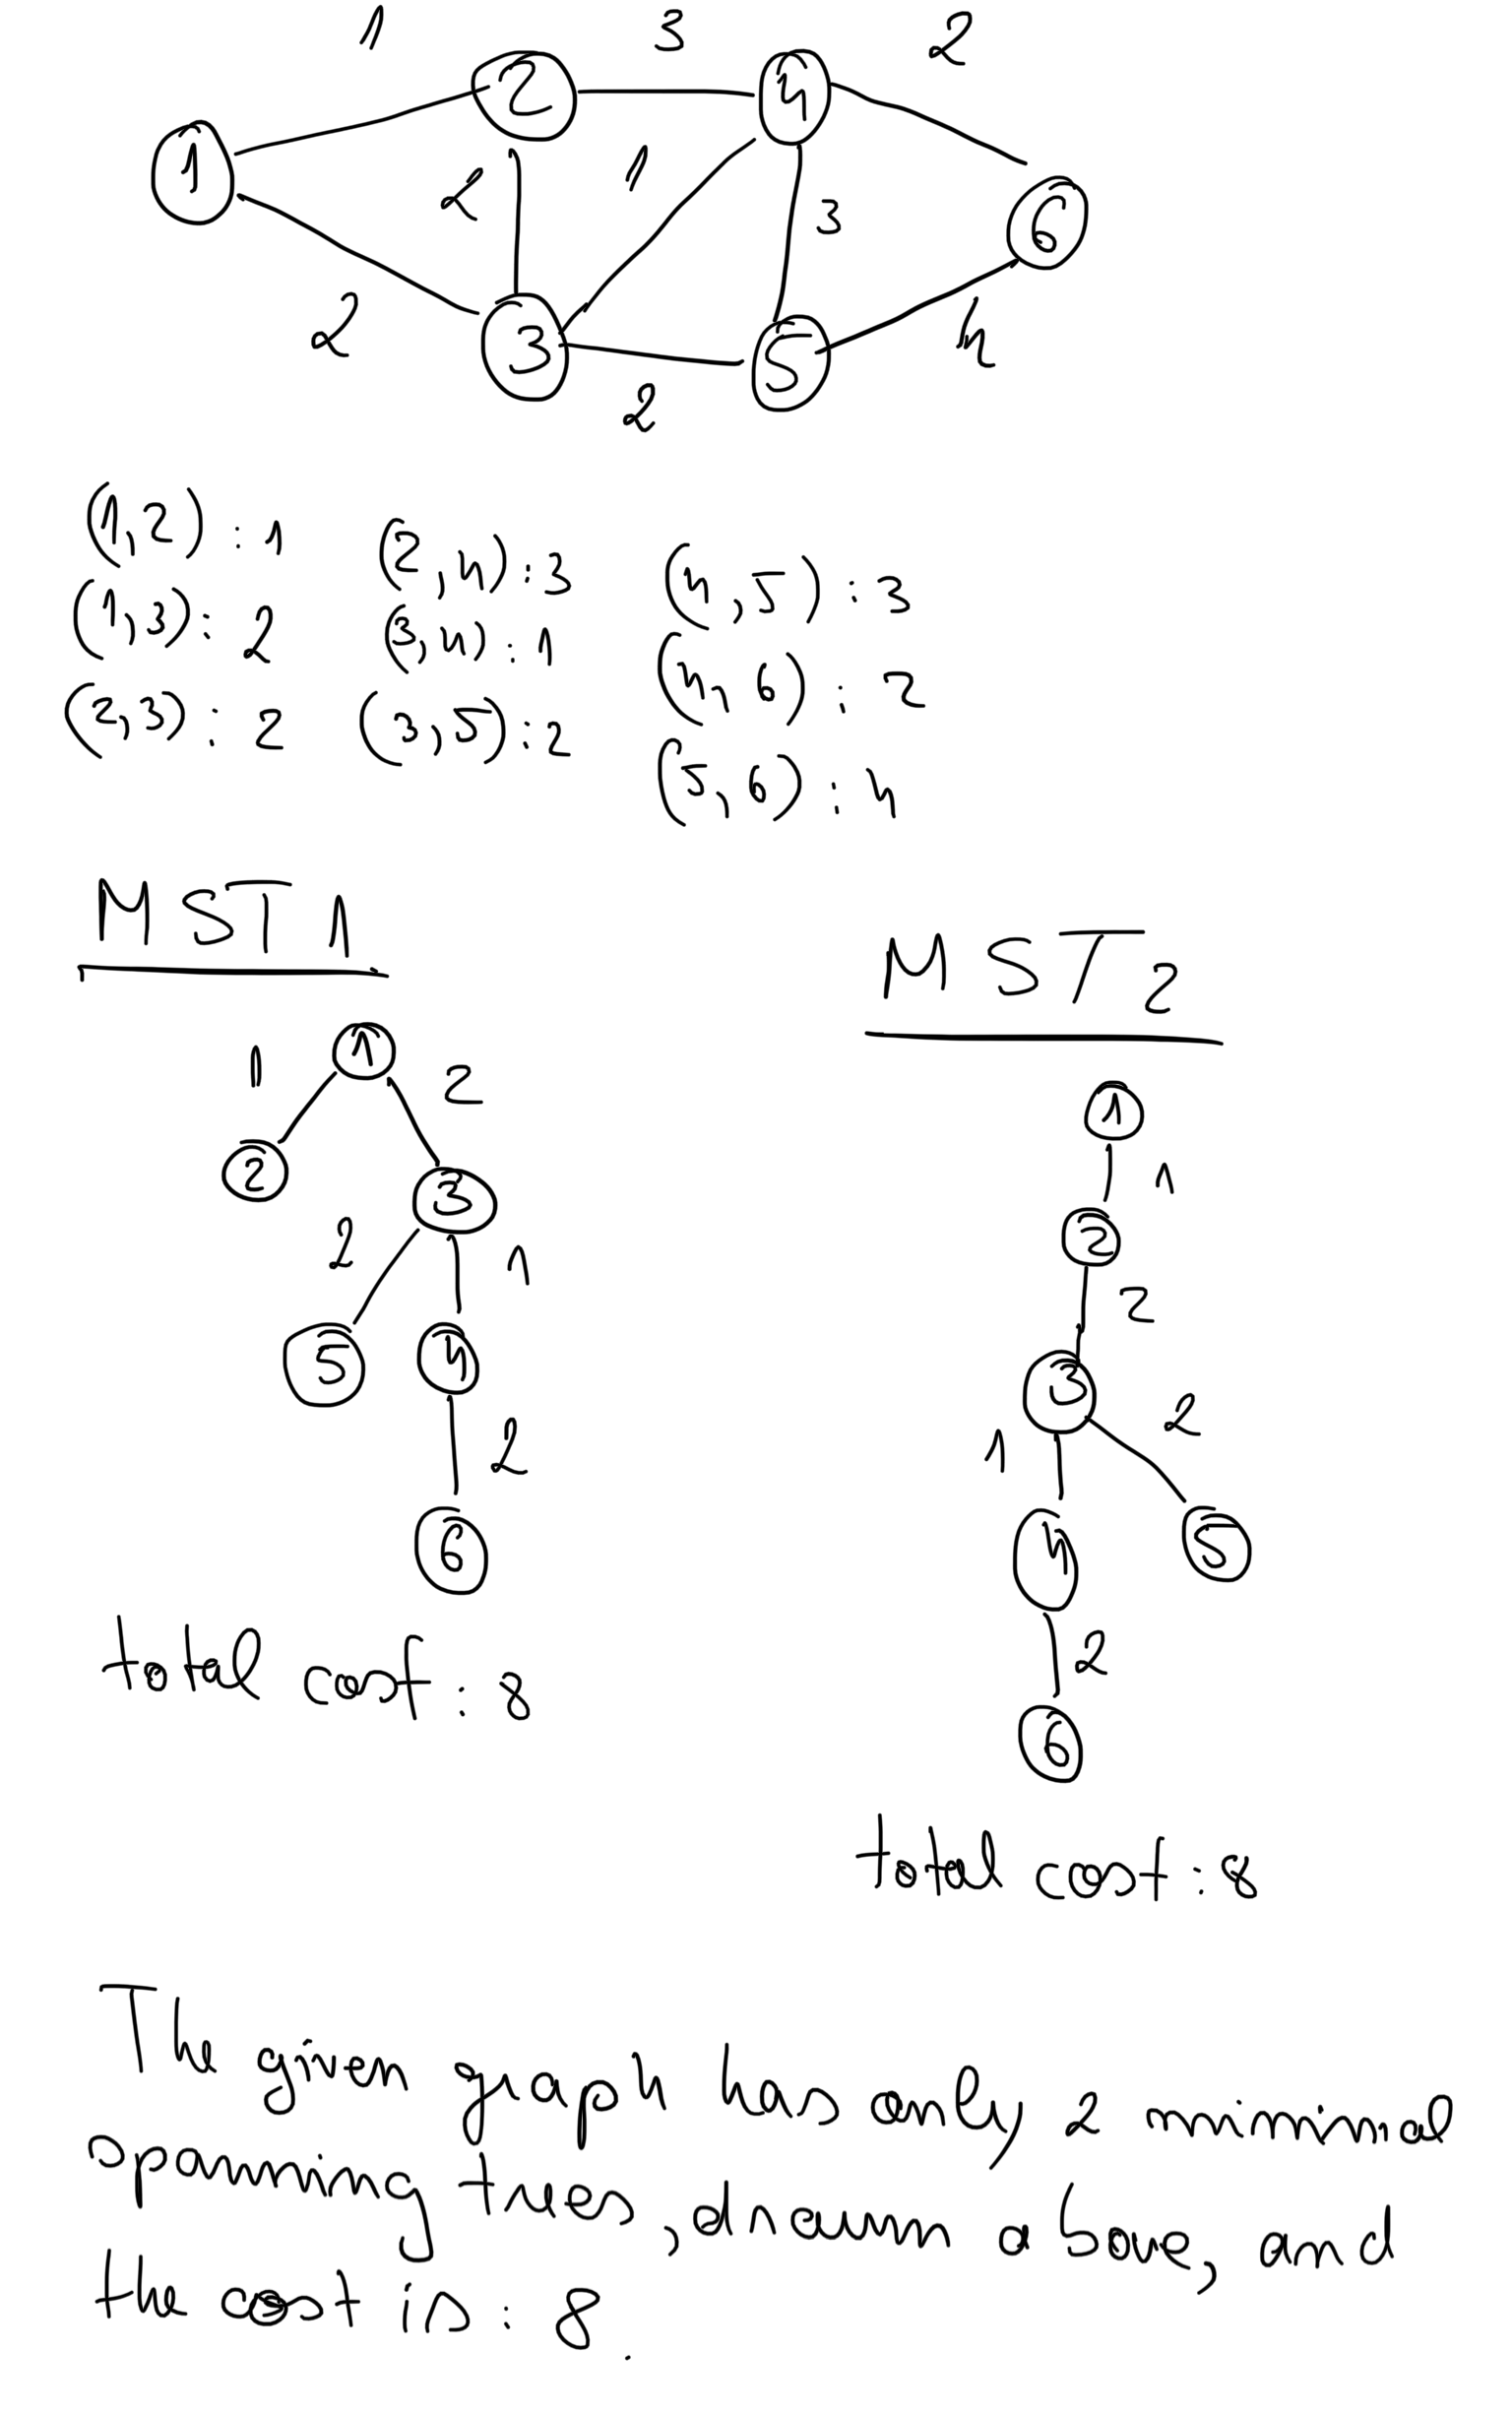 1 3 2
2 4
1
2 1 3 6
2 3 5 4
2
(1,2) : 1 (2,4) : 3 (4,5) : 3
(1,3) : 2 (3,4) : 1 (4,6) : 2
(2,3) : 2 (3,5) : 2 (5,6) : 4
MST 1
1
1 2
2
3
2 1
5 4
2
6
total cost : 8
MST 2
1
1
2
2
3
1 2
4 5
2
6
total cost : 8
The given graph has only 2 minimal
spanning trees, drawn above, and
the cost is : 8.